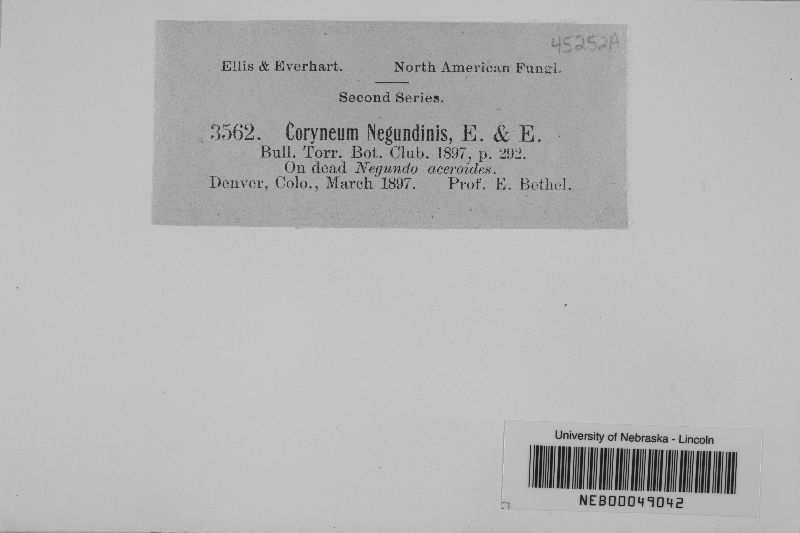 45252A
Ellis & Everhart. North American Fungi.
Second Series.
3562. Coryneum Negundinis, E. & E.
Bull. Torr. Bot. Club. 1897, p. 292.
On dead Negundo aceroides.
Denver, Colo., March 1897. Prof. E. Bethel.
University of Nebraska - Lincoln
NEB00049042